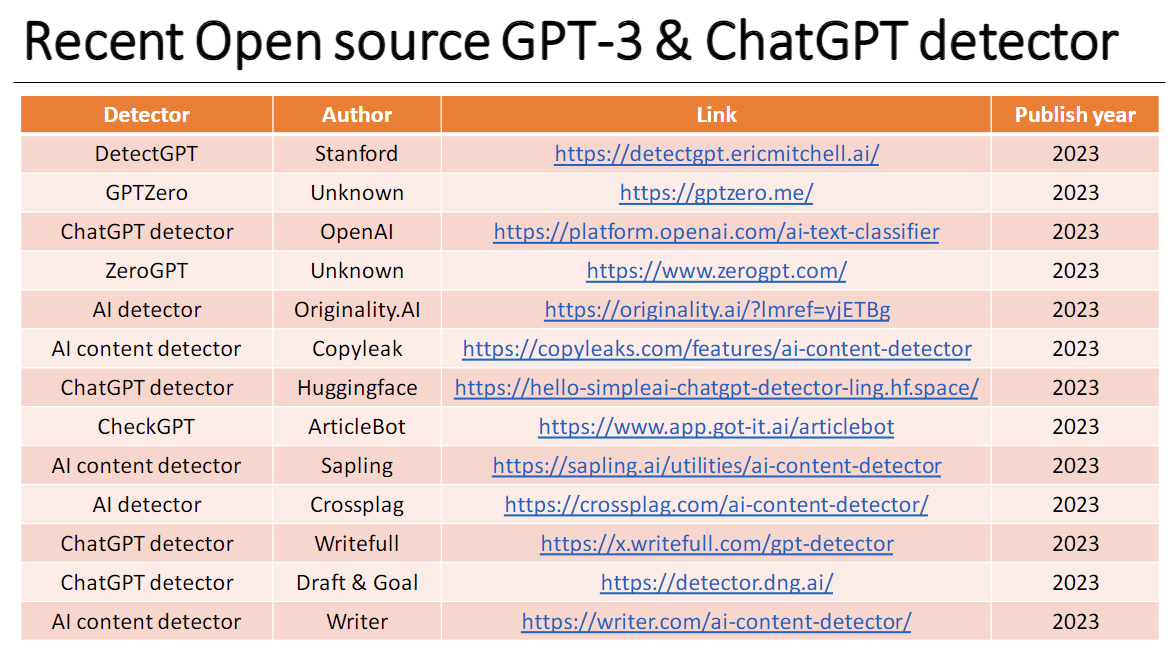 Recent Open source GPT-3 & ChatGPT detector
Detector Author Link Publish year
DetectGPT Stanford https://detectgpt.ericmitchell.ai/ 2023
GPTZero Unknown https://gptzero.me/ 2023
ChatGPT detector OpenAI https://platform.openai.com/ai-text-classifier 2023
ZeroGPT Unknown https://www.zerogpt.com/ 2023
AI detector Originality.AI https://originality.ai/?lmref=yjETBg 2023
AI content detector Copyleak https://copyleaks.com/features/ai-content-detector 2023
ChatGPT detector Huggingface https://hello-simpleai-chatgpt-detector-ling.hf.space/ 2023
CheckGPT ArticleBot https://www.app.got-it.ai/articlebot 2023
AI content detector Sapling https://sapling.ai/utilities/ai-content-detector 2023
AI detector Crossplag https://crossplag.com/ai-content-detector/ 2023
ChatGPT detector Writefull https://x.writefull.com/gpt-detector 2023
ChatGPT detector Draft & Goal https://detector.dng.ai/ 2023
AI content detector Writer https://writer.com/ai-content-detector/ 2023